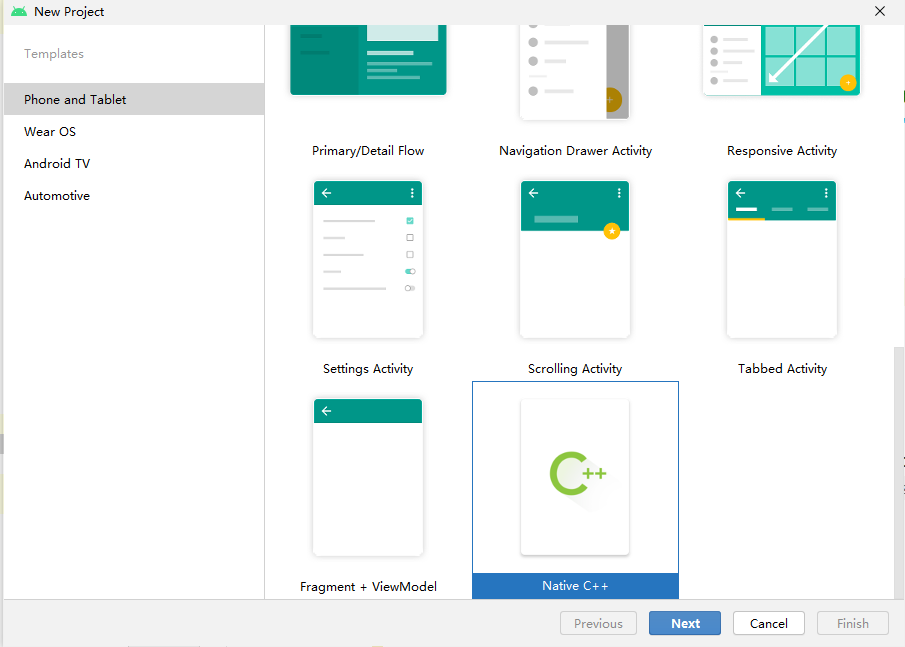 New Project
Templates
Phone and Tablet
Wear OS
Android TV
Automotive
Primary/Detail Flow
Navigation Drawer Activity
Responsive Activity
Settings Activity
Scrolling Activity
Tabbed Activity
C++
Fragment + ViewModel
Native C++
Previous
Next
Cancel
Finish